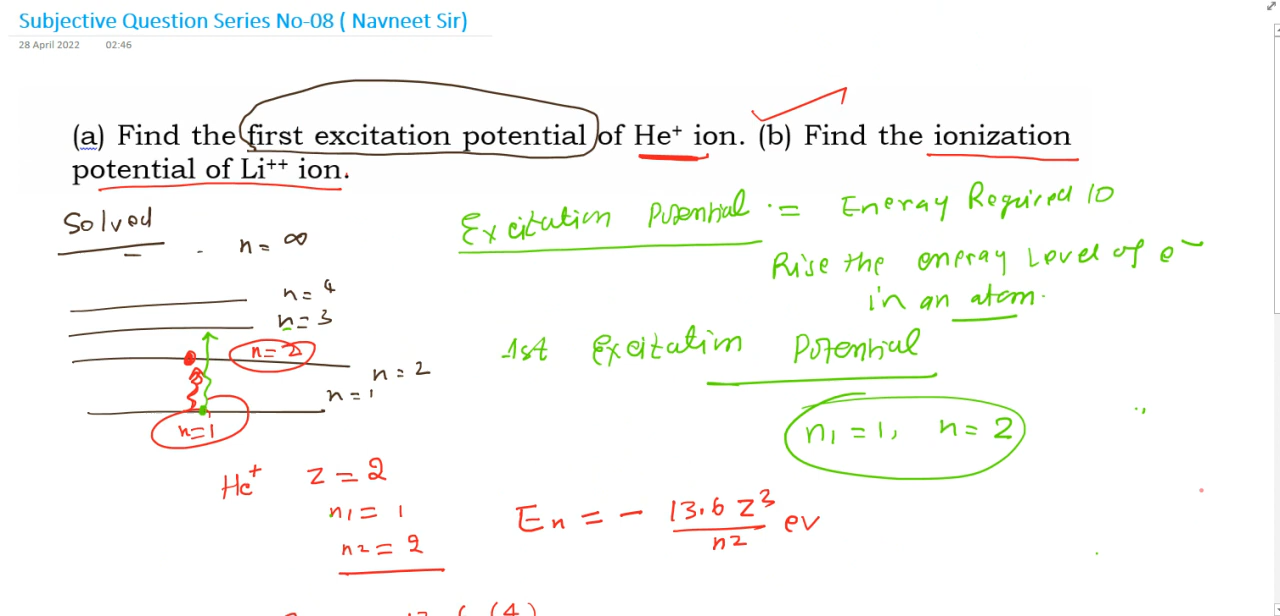 Subjective Question Series No-08 ( Navneet Sir)
28 April 2022 02:46
(a) Find the first excitation potential of He⁺ ion. (b) Find the ionization
potential of Li⁺⁺ ion.
Solved
n = ∞
n = 4
n = 3
n = 2
n = 2
n = 1
n = 1
Excitation Potential = Eneray Required to
Rise the eneray Level of e⁻
in an atom.
1st Excitation Potential
n₁ = 1, n = 2
He⁺ Z = 2
n₁ = 1
n₂ = 2
Eₙ = - 13.6 Z³ / n² ev
(4)